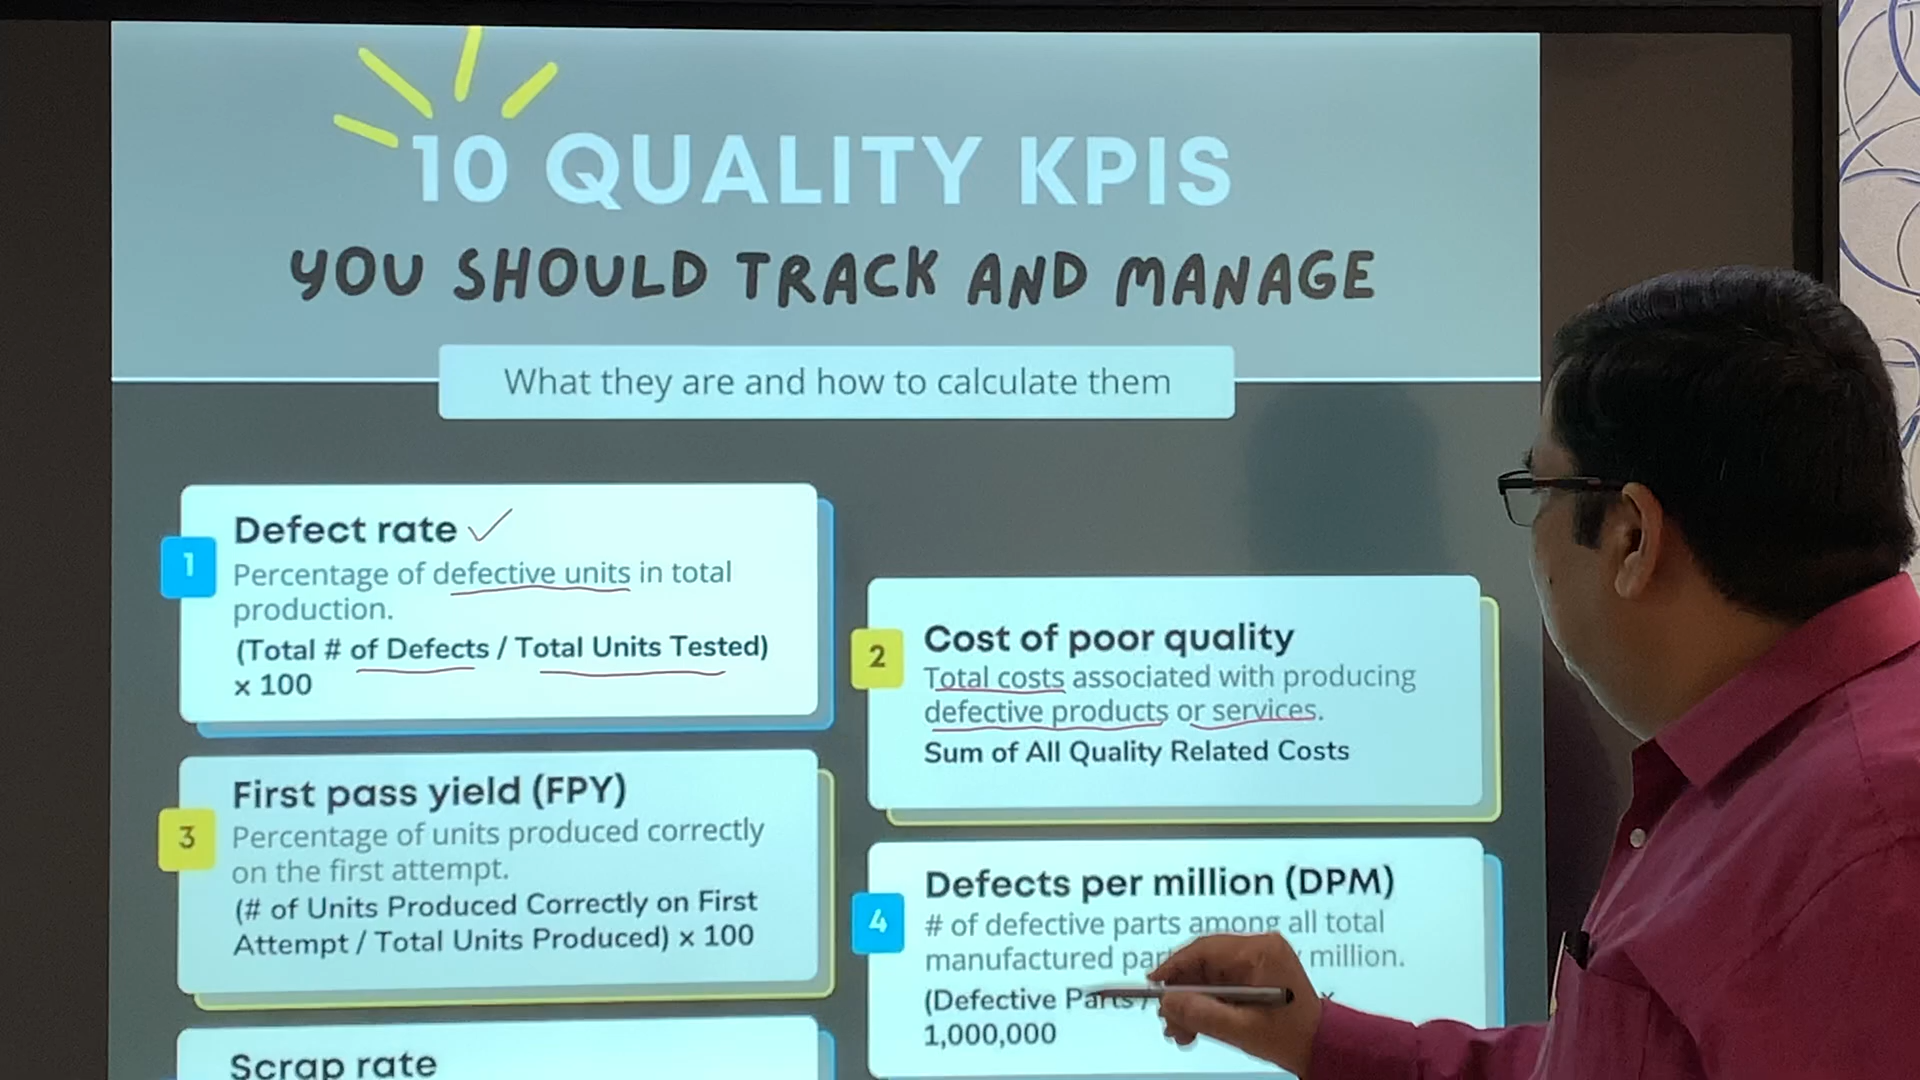 10 QUALITY KPIS
YOU SHOULD TRACK AND MANAGE
What they are and how to calculate them
1
Defect rate
Percentage of defective units in total
production.
(Total # of Defects / Total Units Tested)
x 100
2
Cost of poor quality
Total costs associated with producing
defective products or services.
Sum of All Quality Related Costs
3
First pass yield (FPY)
Percentage of units produced correctly
on the first attempt.
(# of Units Produced Correctly on First
Attempt / Total Units Produced) x 100
4
Defects per million (DPM)
# of defective parts among all total
manufactured million.
(Defective Parts / x
1,000,000
Scrap rate